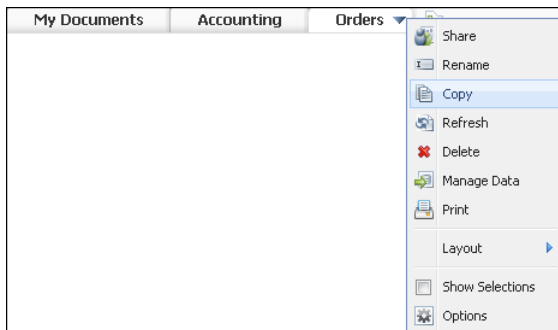 My Documents Accounting Orders
Share
Rename
Copy
Refresh
Delete
Manage Data
Print
Layout
Show Selections
Options